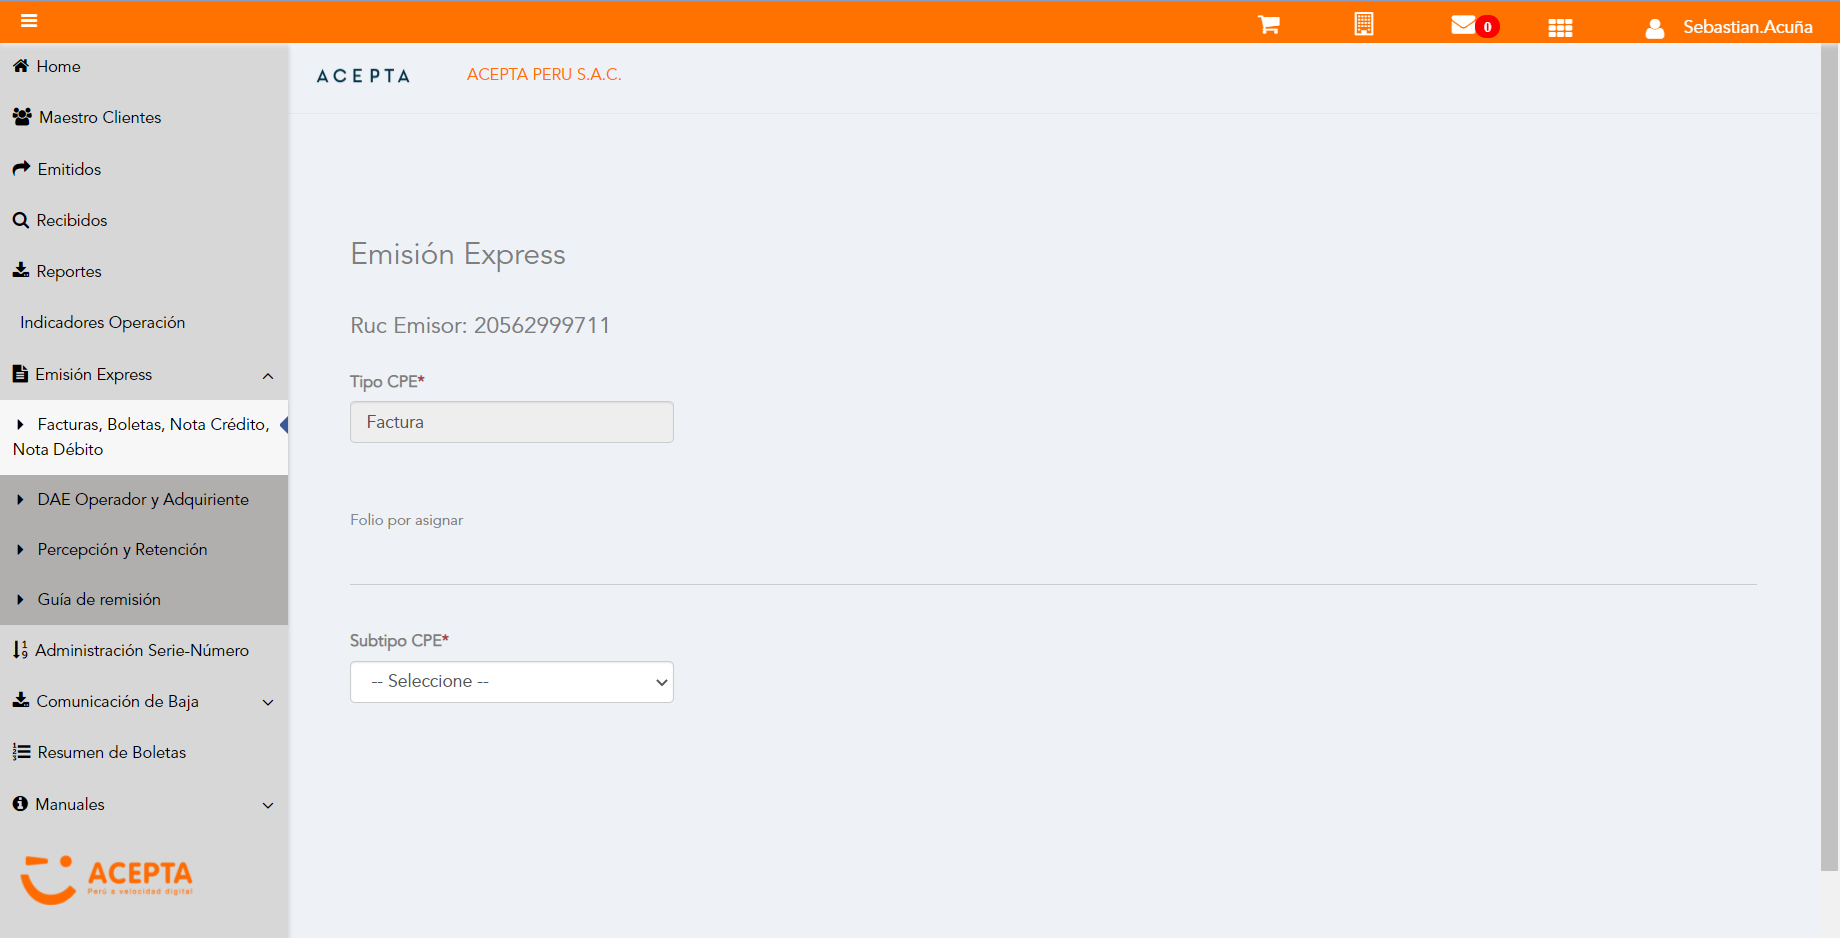 0
Sebastian.Acuña
Home
Maestro Clientes
Emitidos
Recibidos
Reportes
Indicadores Operación
Emisión Express
Facturas, Boletas, Nota Crédito,
Nota Débito
DAE Operador y Adquiriente
Percepción y Retención
Guía de remisión
Administración Serie-Número
Comunicación de Baja
Resumen de Boletas
Manuales
ACEPTA
Perú a velocidad digital
ACEPTA
ACEPTA PERU S.A.C.
Emisión Express
Ruc Emisor: 20562999711
Tipo CPE*
Factura
Folio por asignar
Subtipo CPE*
-- Seleccione --